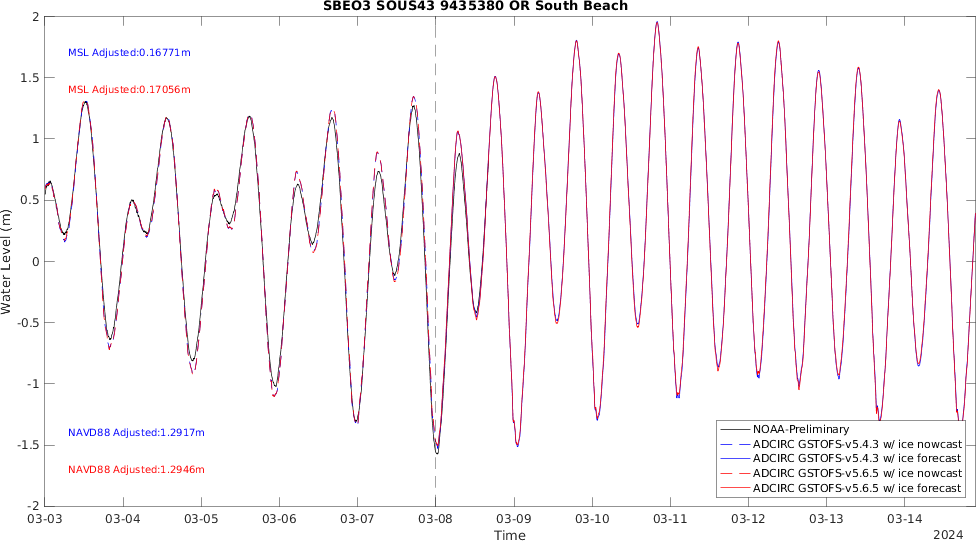 SBEO3 SOUS43 9435380 OR South Beach
MSL Adjusted:0.16771m
MSL Adjusted:0.17056m
NAVD88 Adjusted:1.2917m
NAVD88 Adjusted:1.2946m
Water Level (m)
2
1.5
1
0.5
0
-0.5
-1
-1.5
-2
NOAA-Preliminary
ADCIRC GSTOFS-v5.4.3 w/ ice nowcast
ADCIRC GSTOFS-v5.4.3 w/ ice forecast
ADCIRC GSTOFS-v5.6.5 w/ ice nowcast
ADCIRC GSTOFS-v5.6.5 w/ ice forecast
03-03 03-04 03-05 03-06 03-07 03-08 03-09 03-10 03-11 03-12 03-13 03-14
Time
2024